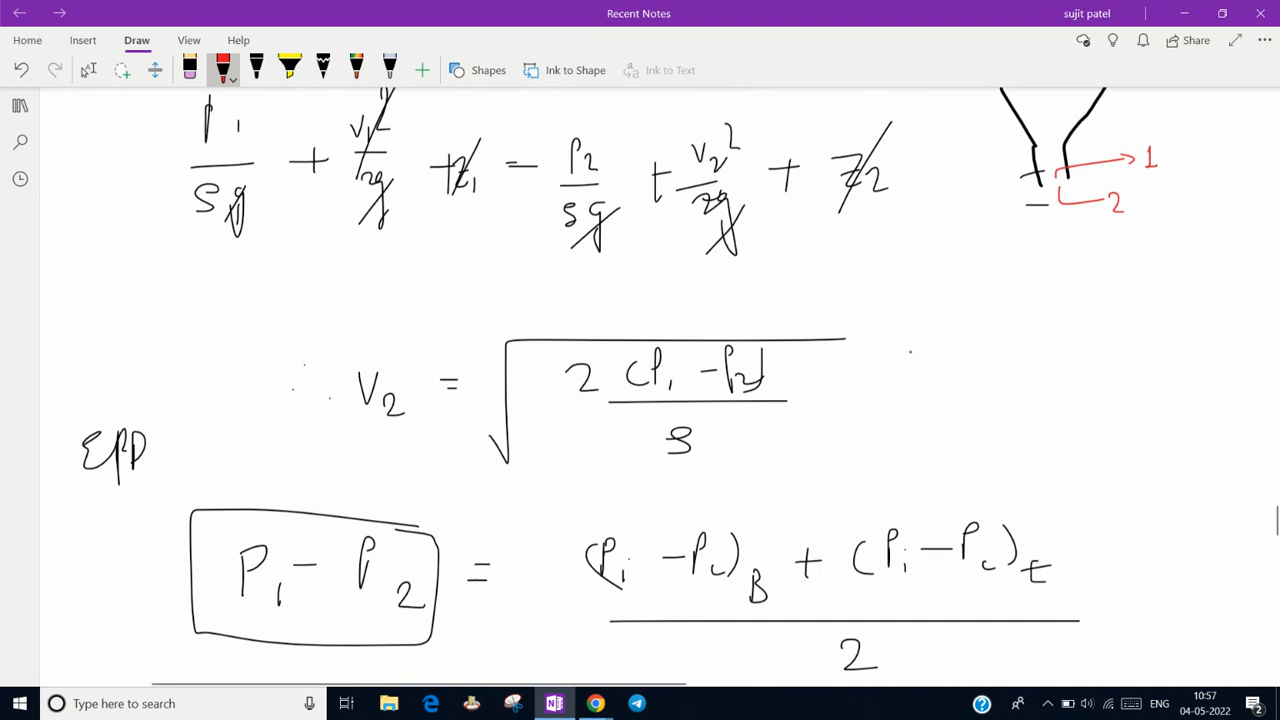 Recent Notes
sujit patel
Home Insert Draw View Help
Share
Shapes Ink to Shape Ink to Text
P1/ρg + V1²/2g + Z1 = P2/ρg + V2²/2g + Z2
1
2
∴ V2 = √(2 (P1 - P2)/ρ)
P1 - P2 = ((Pi - Pc)B + (Pi - Pc)t)/2
Type here to search
ENG
10:57
04-05-2022
2